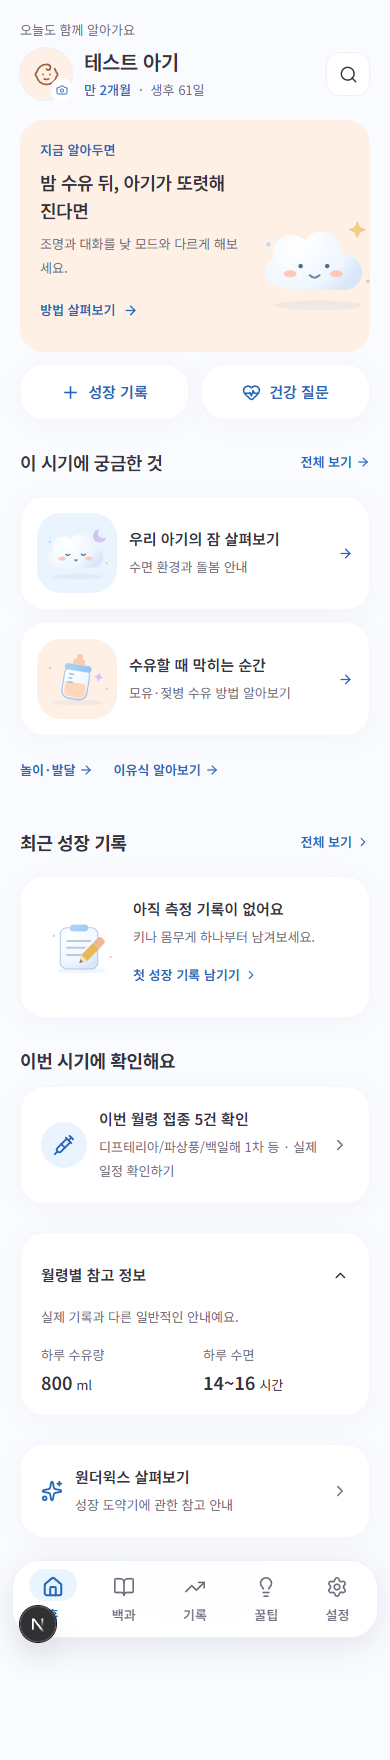 오늘도 함께 알아가요
테스트 아기
만 2개월 · 생후 61일
지금 알아두면
밤 수유 뒤, 아기가 또렷해
진다면
조명과 대화를 낮 모드와 다르게 해보
세요.
방법 살펴보기 →
+ 성장 기록
건강 질문
이 시기에 궁금한 것
전체 보기 →
우리 아기의 잠 살펴보기
수면 환경과 돌봄 안내
수유할 때 막히는 순간
모유·젖병 수유 방법 알아보기
놀이·발달 → 이유식 알아보기 →
최근 성장 기록
전체 보기 >
아직 측정 기록이 없어요
키나 몸무게 하나부터 남겨보세요.
첫 성장 기록 남기기 >
이번 시기에 확인해요
이번 월령 접종 5건 확인
디프테리아/파상풍/백일해 1차 등 · 실제
일정 확인하기
월령별 참고 정보
실제 기록과 다른 일반적인 안내예요.
하루 수유량
하루 수면
800 ml
14~16 시간
원더윅스 살펴보기
성장 도약기에 관한 참고 안내
백과
기록
꿀팁
설정
N